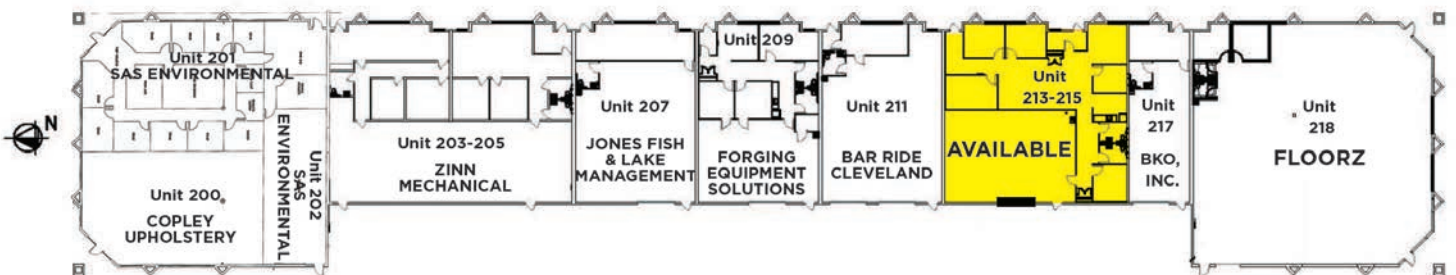 N
Unit 201
SAS ENVIRONMENTAL
Unit 200
COPLEY
UPHOLSTERY
Unit 202
SAS
ENVIRONMENTAL
Unit 203-205
ZINN
MECHANICAL
Unit 207
JONES FISH
& LAKE
MANAGEMENT
Unit 209
FORGING
EQUIPMENT
SOLUTIONS
Unit 211
BAR RIDE
CLEVELAND
Unit
213-215
AVAILABLE
Unit
217
BKO,
INC.
Unit
218
FLOORZ